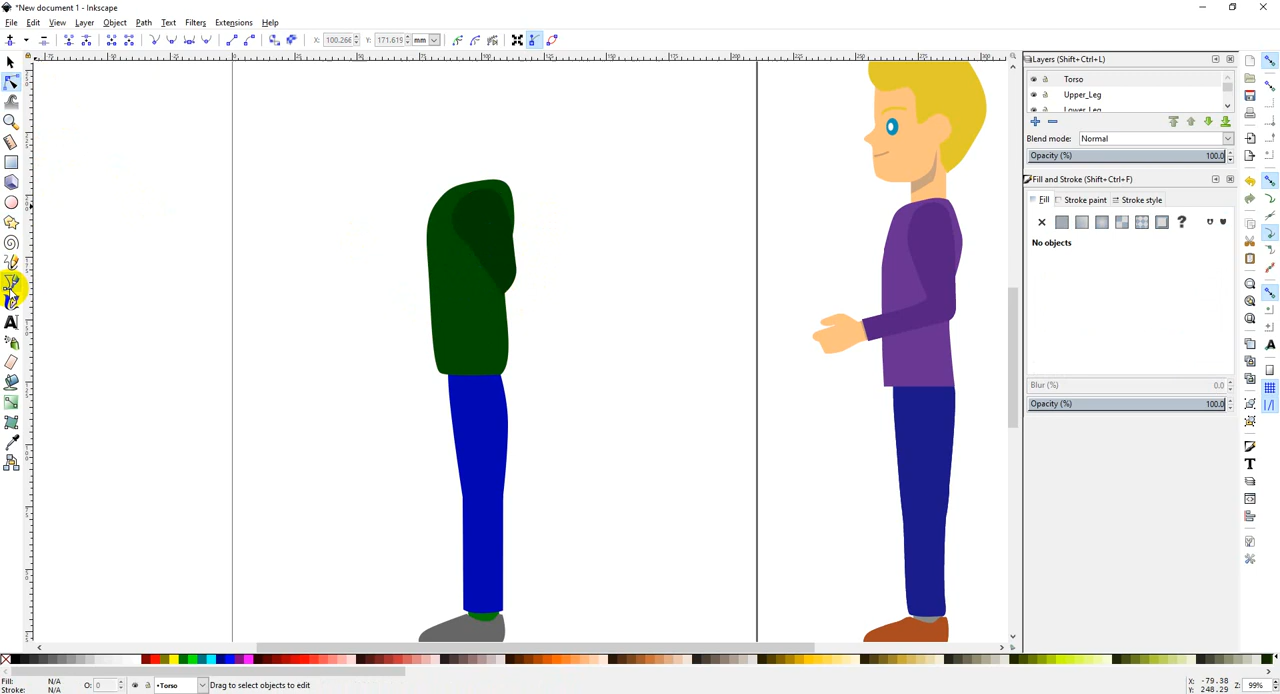 *New document 1 - Inkscape
File Edit View Layer Object Path Text Filters Extensions Help
X: 100.266 Y: 171.619 mm
Layers (Shift+Ctrl+L)
Torso
Upper_Leg
Lower_Leg
Blend mode: Normal
Opacity (%) 100.0
Fill and Stroke (Shift+Ctrl+F)
Fill Stroke paint Stroke style
No objects
Blur (%) 0.0
Opacity (%) 100.0
Fill: N/A
Stroke: N/A
O: 0
•Torso
Drag to select objects to edit
X: -79.38
Y: 248.29
Z: 99%